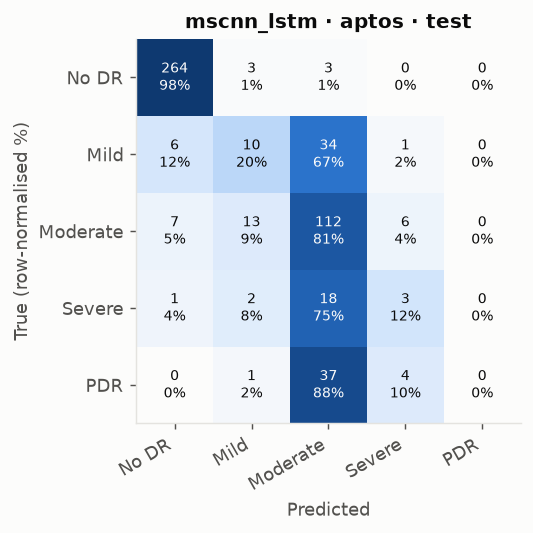 mscnn_lstm · aptos · test
True (row-normalised %)
No DR
264 3 3 0 0
98% 1% 1% 0% 0%
Mild
6 10 34 1 0
12% 20% 67% 2% 0%
Moderate
7 13 112 6 0
5% 9% 81% 4% 0%
Severe
1 2 18 3 0
4% 8% 75% 12% 0%
PDR
0 1 37 4 0
0% 2% 88% 10% 0%
No DR Mild Moderate Severe PDR
Predicted